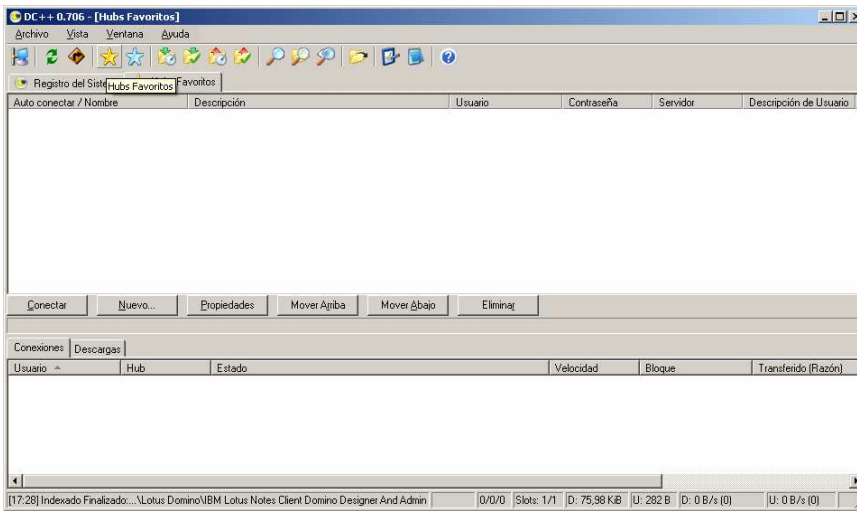 DC++ 0.706 - [Hubs Favoritos]
Archivo Vista Ventana Ayuda
Registro del Siste Hubs Favoritos Favoritos
Auto conectar / Nombre Descripción Usuario Contraseña Servidor Descripción de Usuario
Conectar Nuevo... Propiedades Mover Arriba Mover Abajo Eliminar
Conexiones Descargas
Usuario Hub Estado Velocidad Bloque Transferido (Razón)
[17:28] Indexado Finalizado:...\Lotus Domino\IBM Lotus Notes Client Domino Designer And Admin 0/0/0 Slots: 1/1 D: 75,98 KiB U: 282 B D: 0 B/s (0) U: 0 B/s (0)